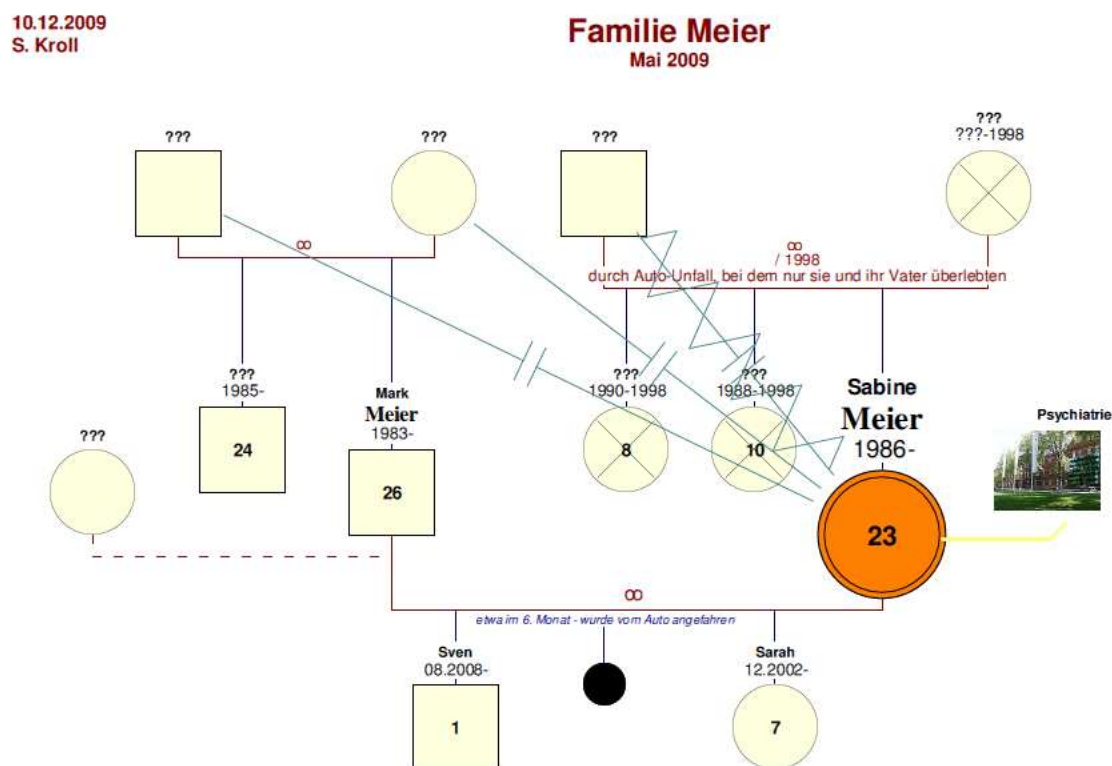 10.12.2009
S. Kroll
Familie Meier
Mai 2009
???
???
???
???
???-1998
∞
∞
/ 1998
durch Auto-Unfall, bei dem nur sie und ihr Vater überlebten
???
1985-
24
Mark
Meier
1983-
26
???
1990-1998
8
???
1988-1998
10
Sabine
Meier
1986-
23
Psychiatrie
???
∞
etwa im 6. Monat - wurde vom Auto angefahren
Sven
08.2008-
1
Sarah
12.2002-
7